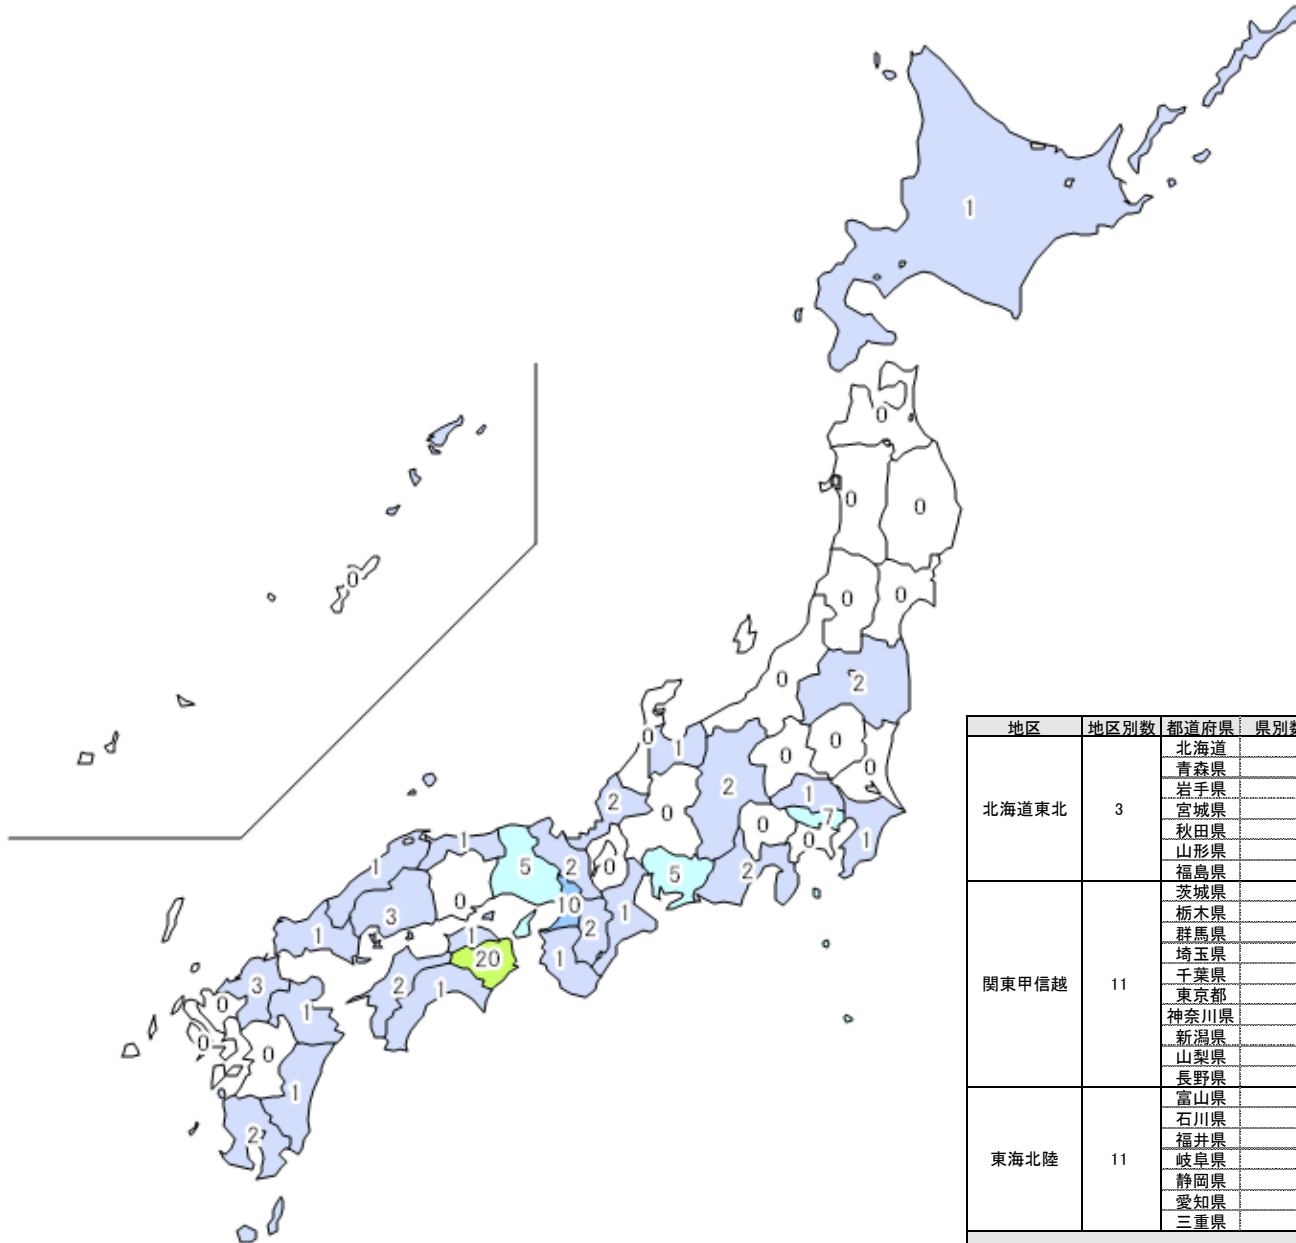 1
0
0
0
0
0
0
0
2
0
1
0
0
0
2
2
0
1
7
0
1
0
1
5
2
0
5
2
1
1
0
3
10
2
1
1
1
20
1
2
1
3
0
1
0
0
1
2
地区 地区別数 都道府県 県別数
北海道東北 3
北海道
青森県
岩手県
宮城県
秋田県
山形県
福島県
関東甲信越 11
茨城県
栃木県
群馬県
埼玉県
千葉県
東京都
神奈川県
新潟県
山梨県
長野県
東海北陸 11
富山県
石川県
福井県
岐阜県
静岡県
愛知県
三重県